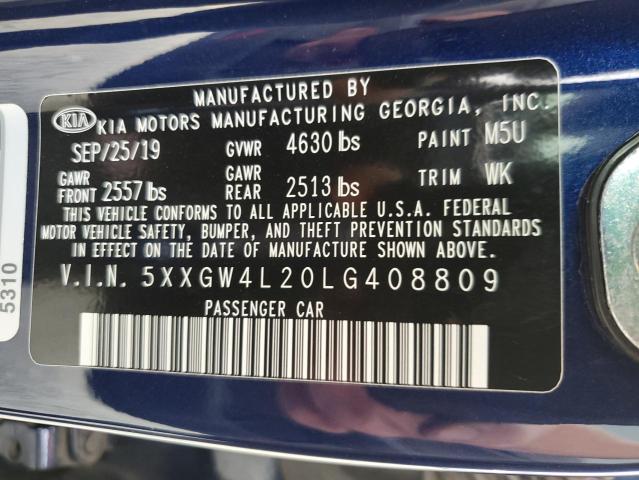 MANUFACTURED BY
KIA KIA MOTORS MANUFACTURING GEORGIA, INC.
SEP/25/19 GVWR 4630 lbs PAINT M5U
GAWR FRONT 2557 lbs GAWR REAR 2513 lbs TRIM WK
THIS VEHICLE CONFORMS TO ALL APPLICABLE U.S.A. FEDERAL
MOTOR VEHICLE SAFETY, BUMPER, AND THEFT PREVENTION STANDARDS
IN EFFECT ON THE DATE OF MANUFACTURE SHOWN ABOVE.
V.I.N. 5XXGW4L20LG408809
PASSENGER CAR
5310